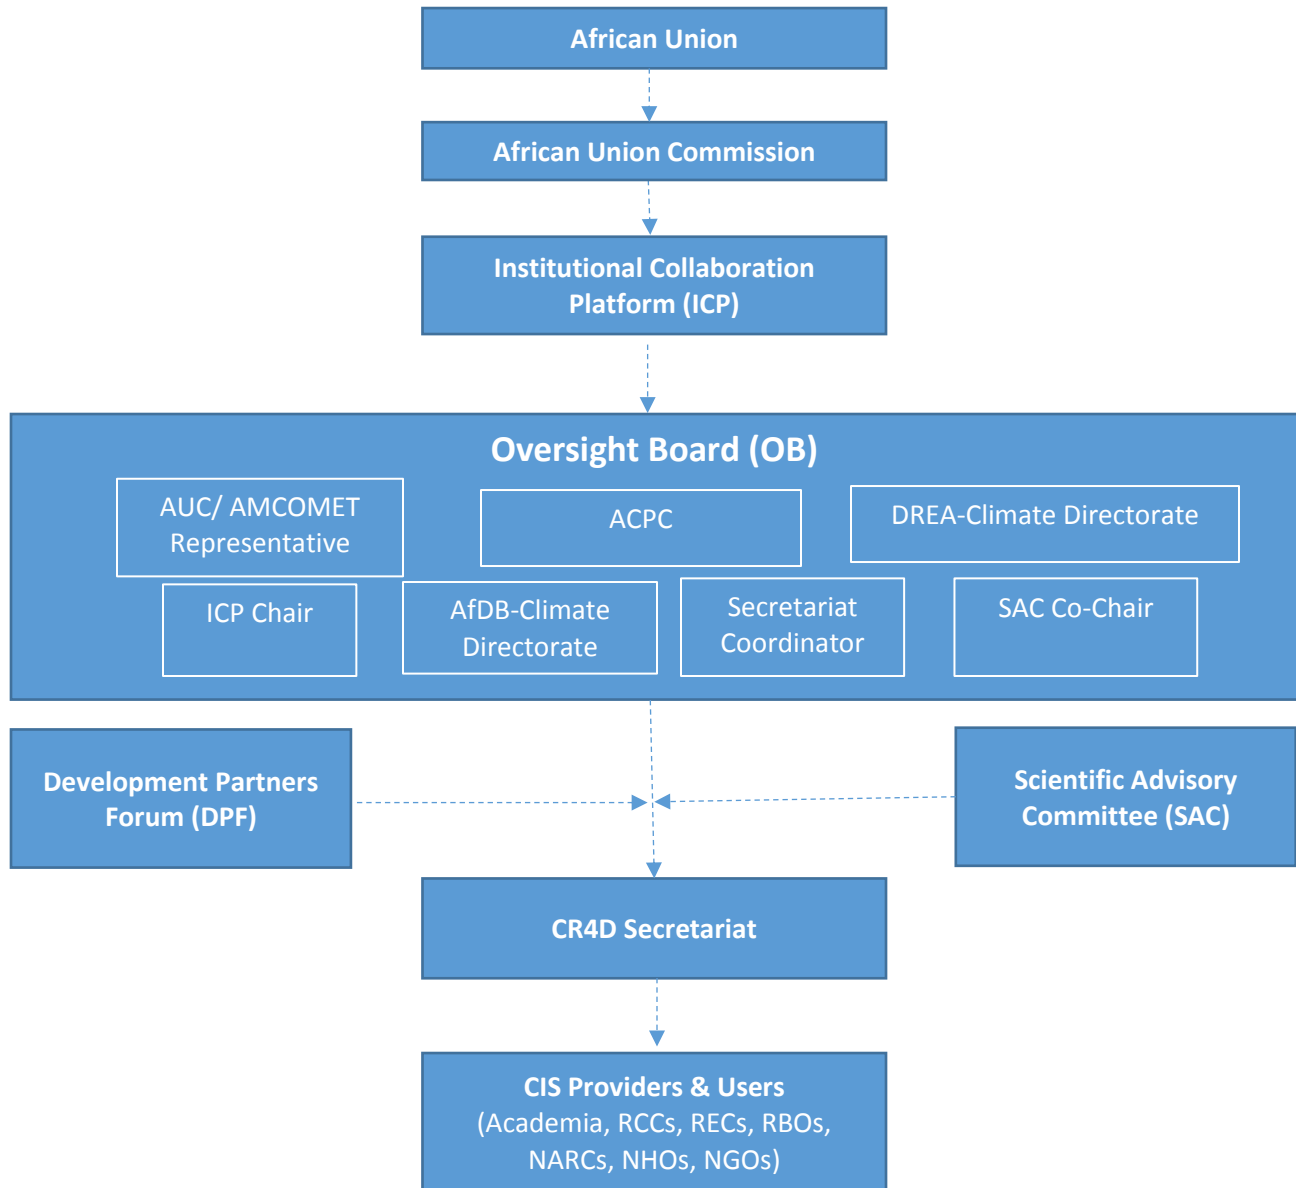 African Union
African Union Commission
Institutional Collaboration
Platform (ICP)
Oversight Board (OB)
AUC/ AMCOMET
Representative
ACPC
DREA-Climate Directorate
ICP Chair
AfDB-Climate
Directorate
Secretariat
Coordinator
SAC Co-Chair
Development Partners
Forum (DPF)
Scientific Advisory
Committee (SAC)
CR4D Secretariat
CIS Providers & Users
(Academia, RCCs, RECs, RBOs,
NARCs, NHOs, NGOs)